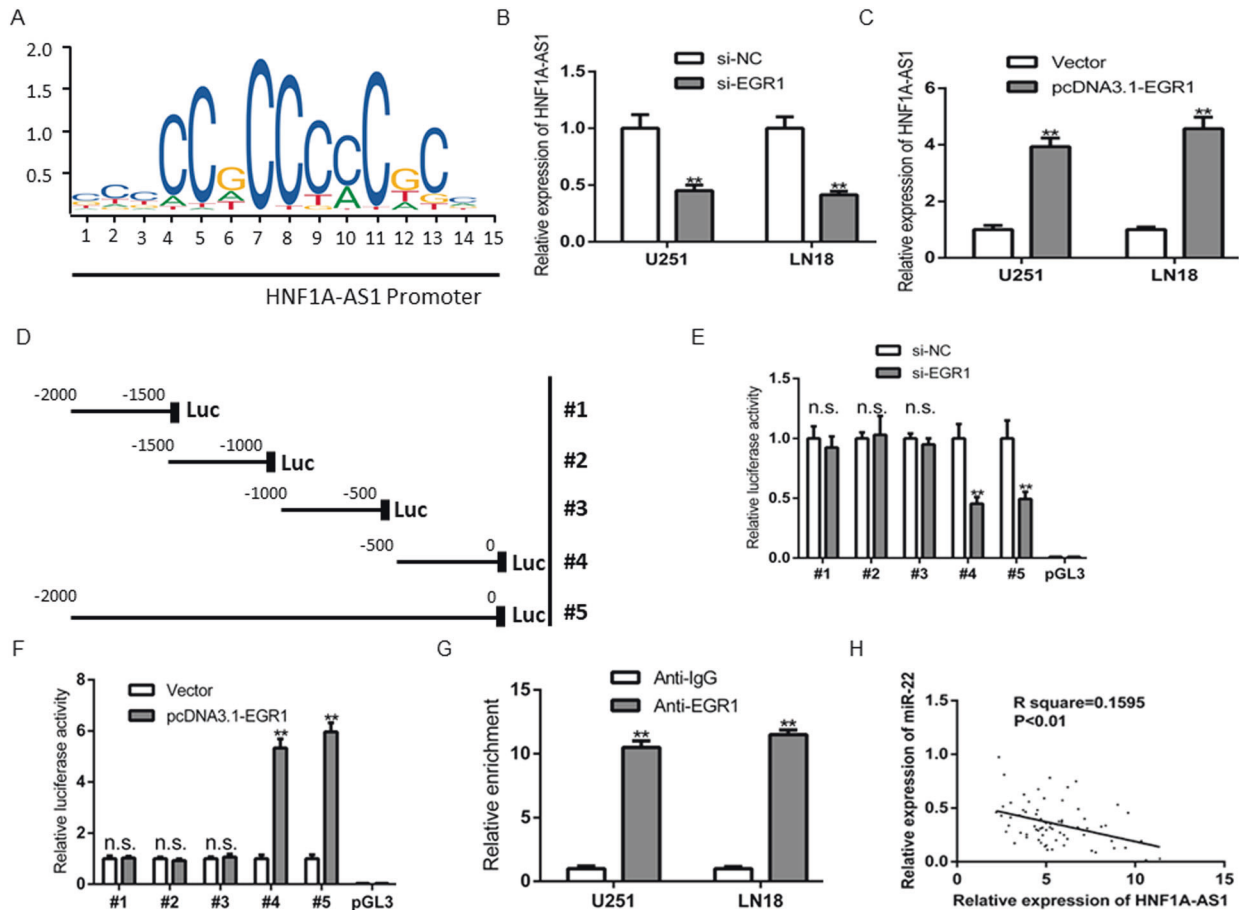 A
2.0
1.5
1.0
0.5
1 2 3 4 5 6 7 8 9 10 11 12 13 14 15
HNF1A-AS1 Promoter
B
Relative expression of HNF1A-AS1
si-NC
si-EGR1
1.5
1.0
0.5
0.0
** **
U251 LN18
C
Relative expression of HNF1A-AS1
Vector
pcDNA3.1-EGR1
6
4
2
0
** **
U251 LN18
D
-2000 -1500 Luc #1
-1500 -1000 Luc #2
-1000 -500 Luc #3
-500 0 Luc #4
-2000 0 Luc #5
E
Relative luciferase activity
si-NC
si-EGR1
1.5
1.0
0.5
0.0
n.s. n.s. n.s. ** **
#1 #2 #3 #4 #5 pGL3
F
Relative luciferase activity
Vector
pcDNA3.1-EGR1
8
6
4
2
0
n.s. n.s. n.s. ** **
#1 #2 #3 #4 #5 pGL3
G
Relative enrichment
Anti-IgG
Anti-EGR1
15
10
5
0
** **
U251 LN18
H
Relative expression of miR-22
R square=0.1595
P<0.01
1.5
1.0
0.5
0.0
0 5 10 15
Relative expression of HNF1A-AS1